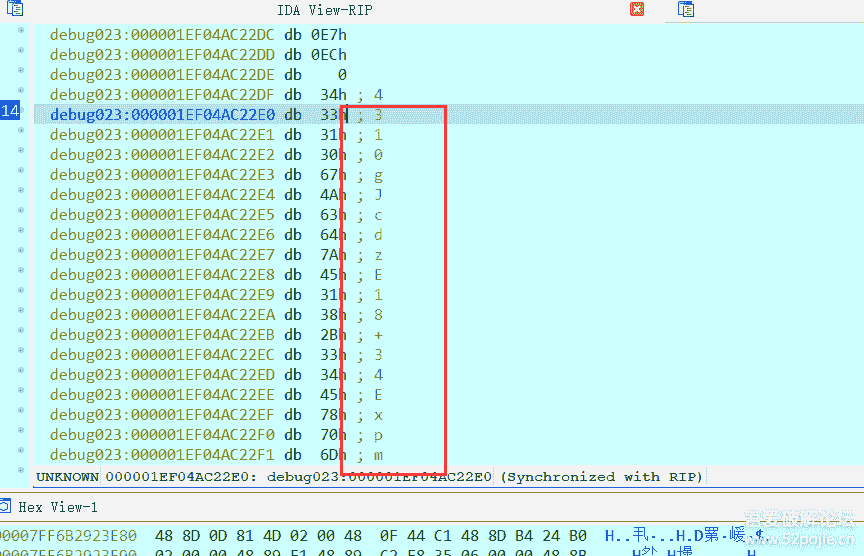 IDA View-RIP
debug023:000001EF04AC22DC db 0E7h
debug023:000001EF04AC22DD db 0ECh
debug023:000001EF04AC22DE db 0
debug023:000001EF04AC22DF db 34h ; 4
14 debug023:000001EF04AC22E0 db 33h ; 3
debug023:000001EF04AC22E1 db 31h ; 1
debug023:000001EF04AC22E2 db 30h ; 0
debug023:000001EF04AC22E3 db 67h ; g
debug023:000001EF04AC22E4 db 4Ah ; J
debug023:000001EF04AC22E5 db 63h ; c
debug023:000001EF04AC22E6 db 64h ; d
debug023:000001EF04AC22E7 db 7Ah ; z
debug023:000001EF04AC22E8 db 45h ; E
debug023:000001EF04AC22E9 db 31h ; 1
debug023:000001EF04AC22EA db 38h ; 8
debug023:000001EF04AC22EB db 2Bh ; +
debug023:000001EF04AC22EC db 33h ; 3
debug023:000001EF04AC22ED db 34h ; 4
debug023:000001EF04AC22EE db 45h ; E
debug023:000001EF04AC22EF db 78h ; x
debug023:000001EF04AC22F0 db 70h ; p
debug023:000001EF04AC22F1 db 6Dh ; m
UNKNOWN 000001EF04AC22E0: debug023:000001EF04AC22E0 (Synchronized with RIP)
Hex View-1
00007FF6B2923E80 48 8D 0D 81 4D 02 00 48 0F 44 C1 48 8D B4 24 B0
吾爱破解论坛
www.52pojie.cn